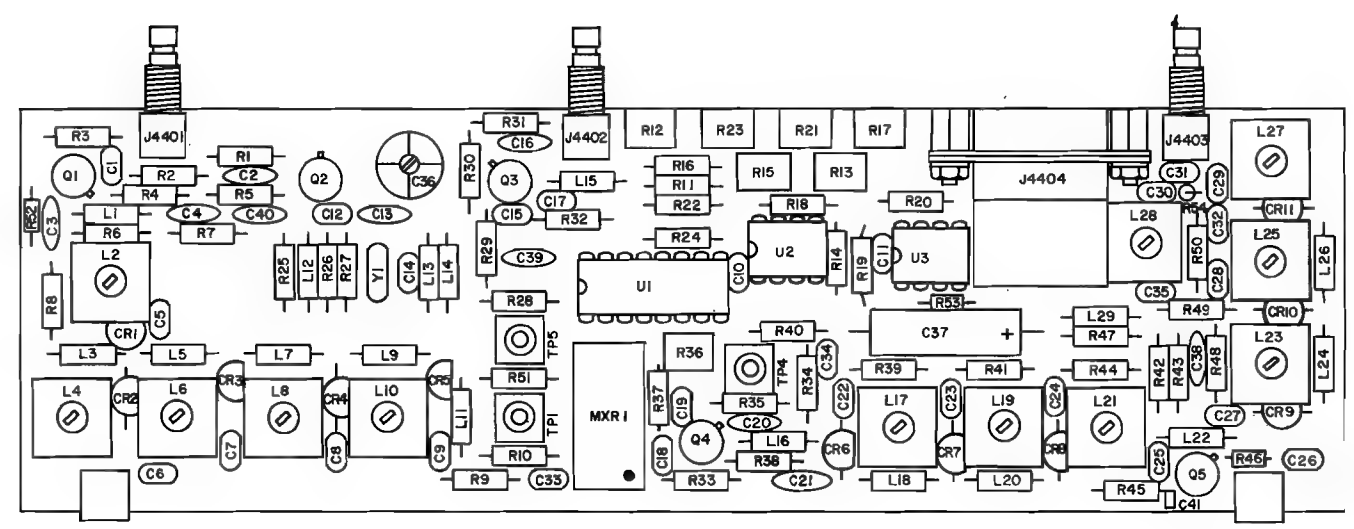 R3 J4401 R31 C16 J4402 R12 R23 R21 R17 J4403 L27
Q1 C1 R2 R1 C2 Q2 C36 R30 Q3 L15 R16 R15 R13 J4404 C31 C29
R4 R5 R11 C30 R54
R52 C3 L1 C4 C40 C12 C13 C15 C17 R32 R22 R18 R20 L28 C32 CR11
R6 R7 R24 L25
L2 R25 L12 R26 R27 Y1 C14 L13 L14 R29 C39 U1 C10 U2 R14 R19 C11 U3 R50 C28 L26
R8 C5 R28 R53 C35 R49 CR10
CR1 TP5 R40 C37 + L29 R47 L23
L3 L5 L7 L9 R36 TP4 R34 C34 R39 R41 R44 R42 R43 C38 R48 L24
L4 CR2 L6 CR3 L8 CR4 L10 CR5 L11 R51 MXR1 R37 C19 R35 C22 L17 C23 L19 C24 L21
TP1 C20 C27 CR9
C7 C8 C9 R10 C18 Q4 L16 R38 CR6 CR7 CR8 L22
C6 R9 C33 R33 C21 L18 L20 C25 Q5 R46 C26
R45 C41